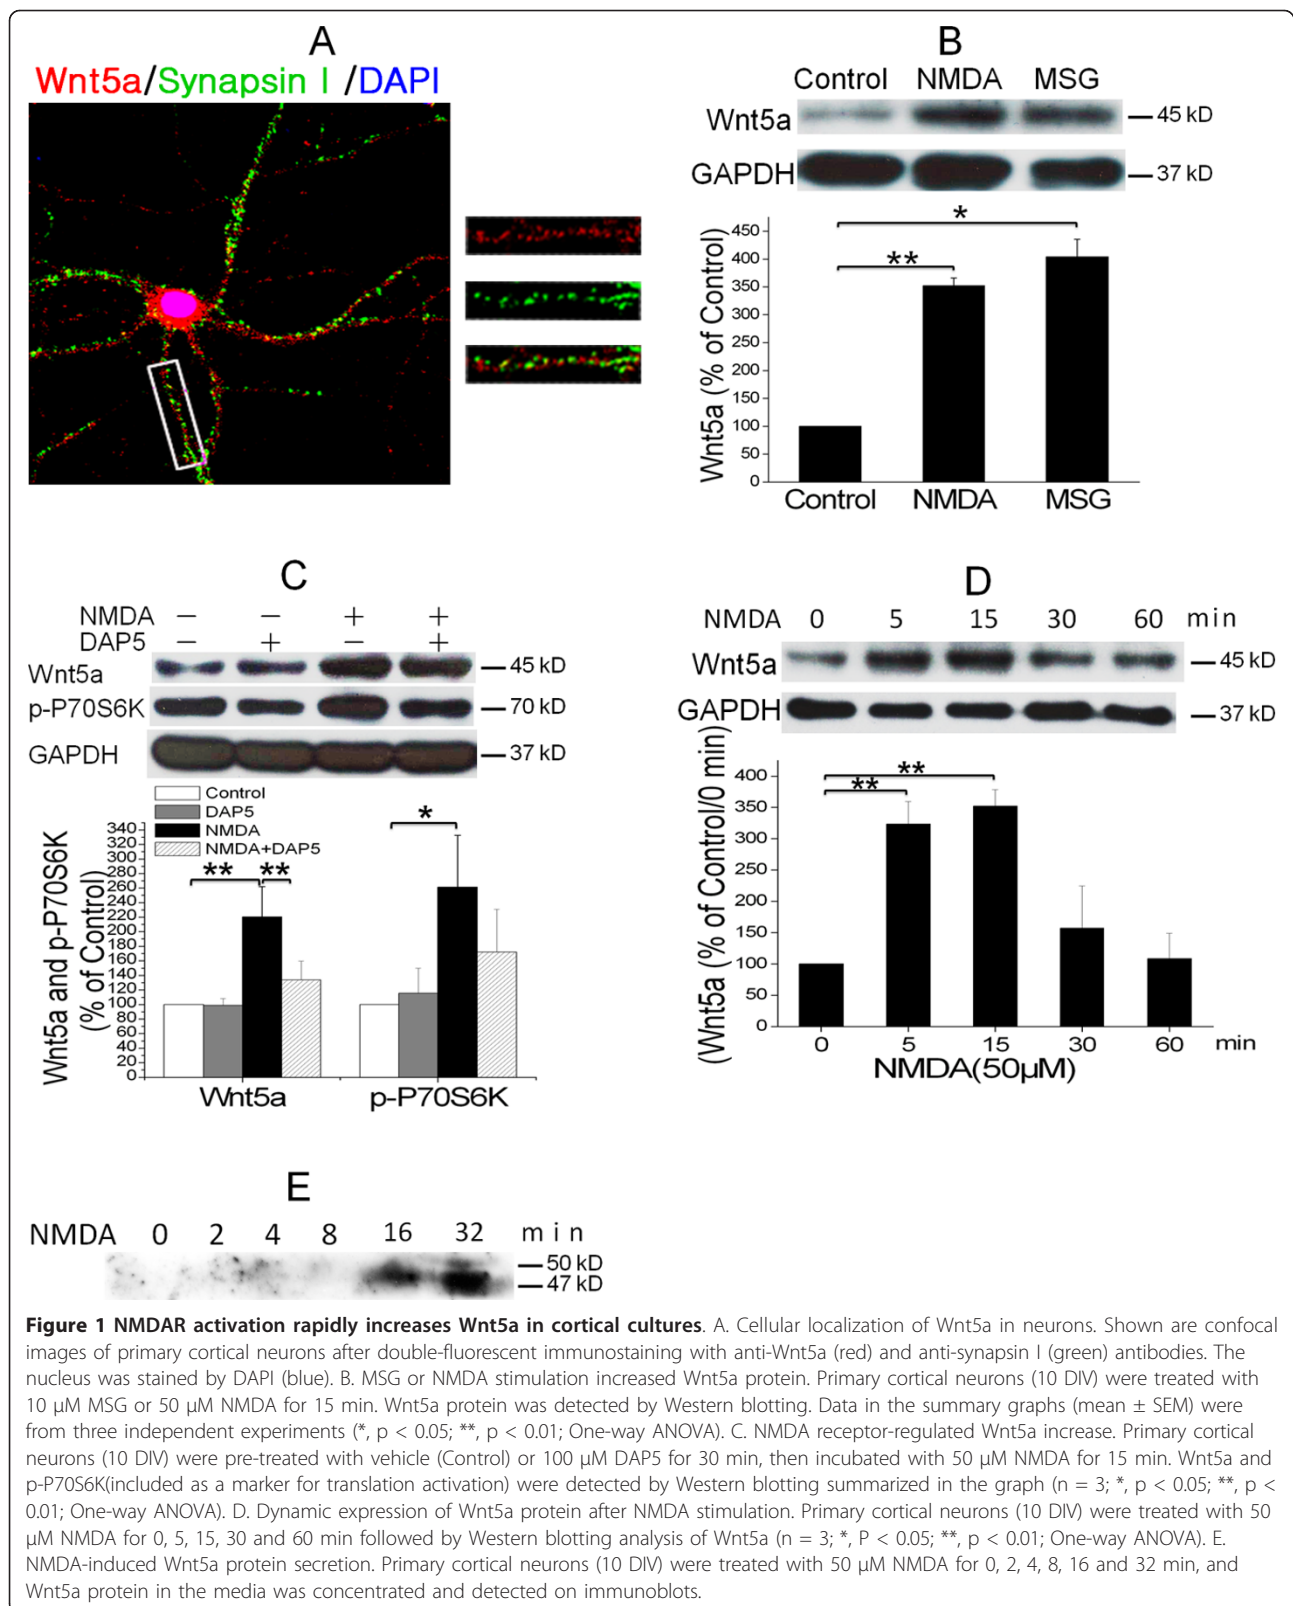 A
Wnt5a/Synapsin I /DAPI
B
Control NMDA MSG
Wnt5a 45 kD
GAPDH 37 kD
Wnt5a (% of Control)
450
400
350
300
250
200
150
100
50
0
*
**
Control NMDA MSG
C
NMDA − − + +
DAP5 − + − +
Wnt5a 45 kD
p-P70S6K 70 kD
GAPDH 37 kD
Control
DAP5
NMDA
NMDA+DAP5
Wnt5a and p-P70S6K
(% of Control)
340
320
300
280
260
240
220
200
180
160
140
120
100
80
60
40
20
0
** **
*
Wnt5a p-P70S6K
D
NMDA 0 5 15 30 60 min
Wnt5a 45 kD
GAPDH 37 kD
(Wnt5a (% of Control/0 min)
400
350
300
250
200
150
100
50
0
**
**
0 5 15 30 60 min
NMDA(50µM)
E
NMDA 0 2 4 8 16 32 min
50 kD
47 kD
Figure 1 NMDAR activation rapidly increases Wnt5a in cortical cultures. A. Cellular localization of Wnt5a in neurons. Shown are confocal
images of primary cortical neurons after double-fluorescent immunostaining with anti-Wnt5a (red) and anti-synapsin I (green) antibodies. The
nucleus was stained by DAPI (blue). B. MSG or NMDA stimulation increased Wnt5a protein. Primary cortical neurons (10 DIV) were treated with
10 µM MSG or 50 µM NMDA for 15 min. Wnt5a protein was detected by Western blotting. Data in the summary graphs (mean ± SEM) were
from three independent experiments (*, p < 0.05; **, p < 0.01; One-way ANOVA). C. NMDA receptor-regulated Wnt5a increase. Primary cortical
neurons (10 DIV) were pre-treated with vehicle (Control) or 100 µM DAP5 for 30 min, then incubated with 50 µM NMDA for 15 min. Wnt5a and
p-P70S6K(included as a marker for translation activation) were detected by Western blotting summarized in the graph (n = 3; *, p < 0.05; **, p <
0.01; One-way ANOVA). D. Dynamic expression of Wnt5a protein after NMDA stimulation. Primary cortical neurons (10 DIV) were treated with 50
µM NMDA for 0, 5, 15, 30 and 60 min followed by Western blotting analysis of Wnt5a (n = 3; *, P < 0.05; **, p < 0.01; One-way ANOVA). E.
NMDA-induced Wnt5a protein secretion. Primary cortical neurons (10 DIV) were treated with 50 µM NMDA for 0, 2, 4, 8, 16 and 32 min, and
Wnt5a protein in the media was concentrated and detected on immunoblots.